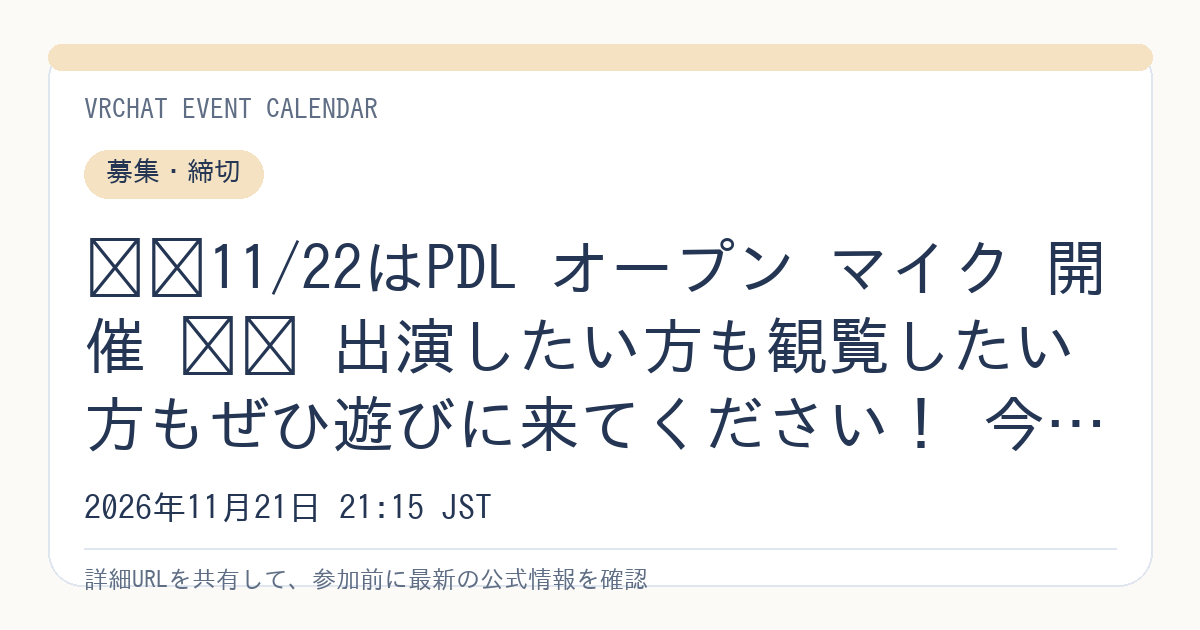 VRCHAT EVENT CALENDAR
募集・締切
11/22はPDL オープン マイク 開
催 出演したい方も観覧したい
方もぜひ遊びに来てください！ 今…
2026年11月21日 21:15 JST
詳細URLを共有して、参加前に最新の公式情報を確認